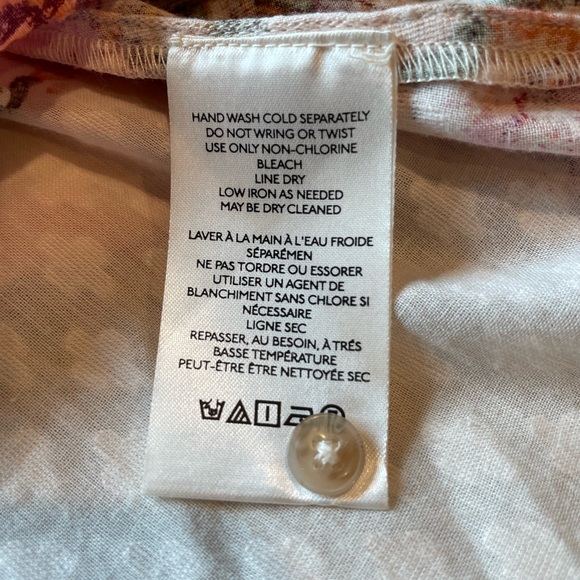 HAND WASH COLD SEPARATELY
DO NOT WRING OR TWIST
USE ONLY NON-CHLORINE
BLEACH
LINE DRY
LOW IRON AS NEEDED
MAY BE DRY CLEANED
LAVER À LA MAIN À L'EAU FROIDE
SÉPARÉMEN
NE PAS TORDRE OU ESSORER
UTILISER UN AGENT DE
BLANCHIMENT SANS CHLORE SI
NÉCESSAIRE
LIGNE SEC
REPASSER, AU BESOIN, À TRÉS
BASSE TEMPÉRATURE
PEUT-ÊTRE ÊTRE NETTOYÉE SEC